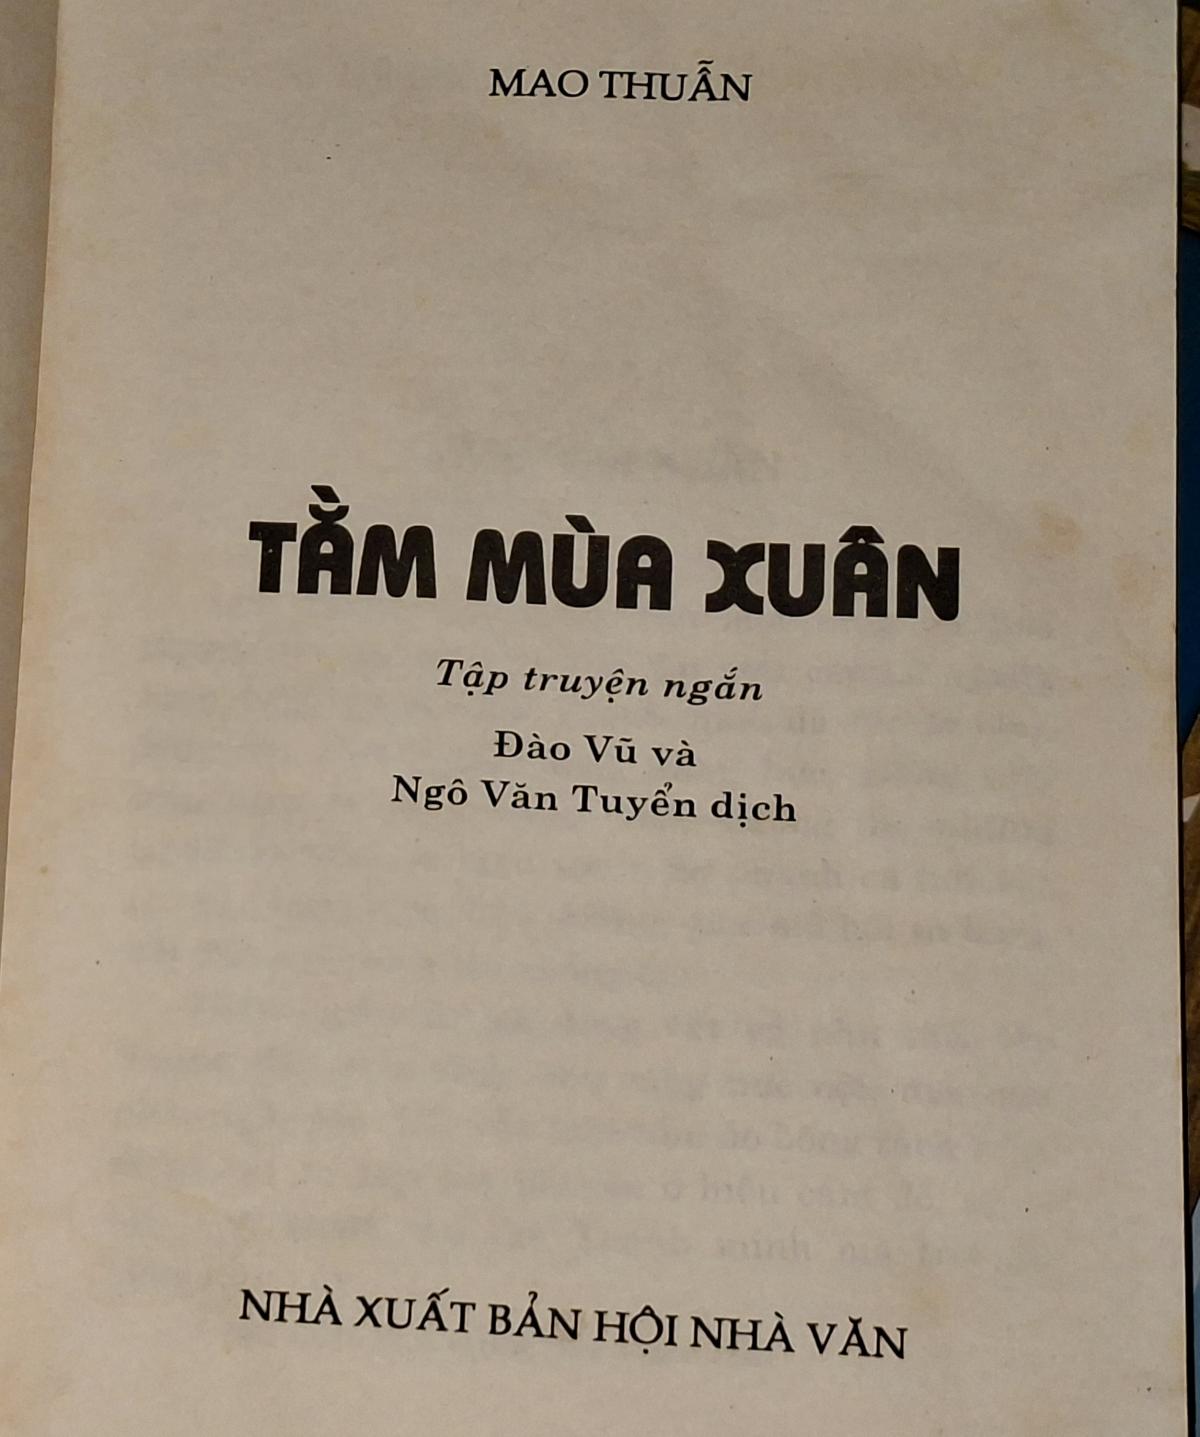 MAO THUẪN
TẰM MÙA XUÂN
Tập truyện ngắn
Đào Vũ và
Ngô Văn Tuyển dịch
NHÀ XUẤT BẢN HỘI NHÀ VĂN